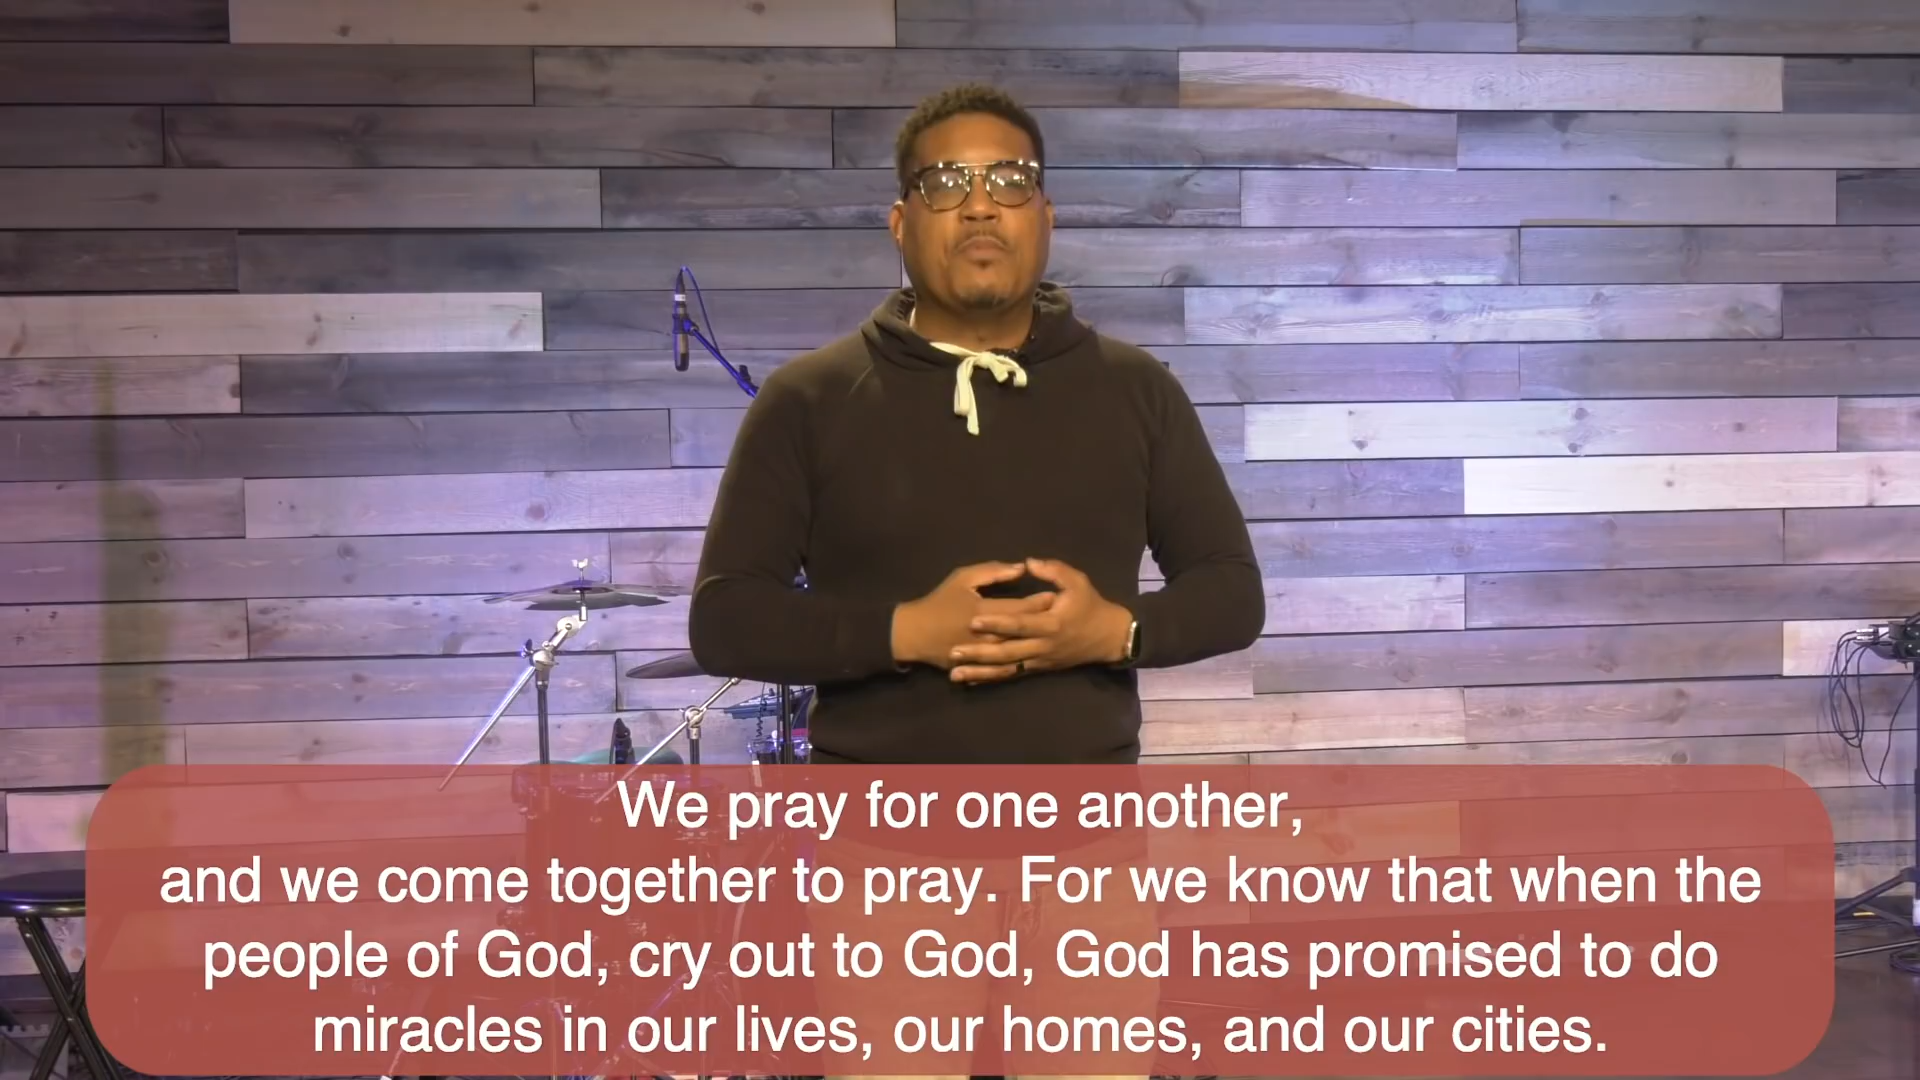 We pray for one another,
and we come together to pray. For we know that when the
people of God, cry out to God, God has promised to do
miracles in our lives, our homes, and our cities.